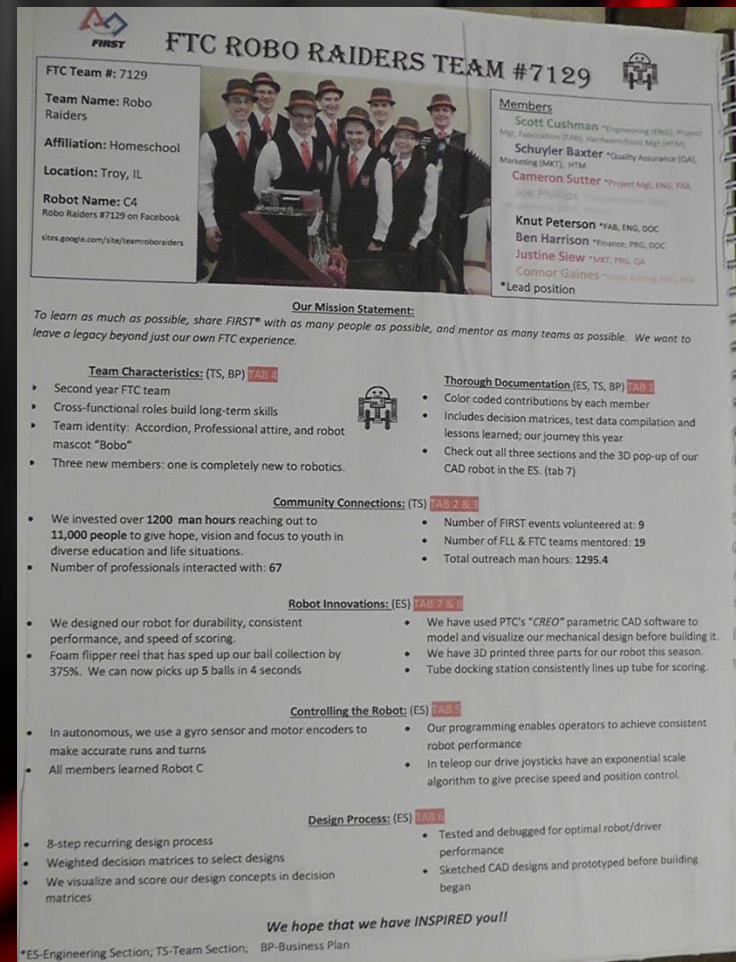 FIRST
FTC ROBO RAIDERS TEAM #7129
FTC Team #: 7129
Team Name: Robo
Raiders
Affiliation: Homeschool
Location: Troy, IL
Robot Name: C4
Robo Raiders #7129 on Facebook
sites.google.com/site/teamroboraiders
Members
Scott Cushman *Engineering (ENG), Project
Mgt, Fabrication (FAB), Hardware/tools Mgt (HTM)
Schuyler Baxter *Quality Assurance (QA),
Marketing (MKT), HTM
Cameron Sutter *Project Mgt, ENG, FAB,
Joe Phillips
Knut Peterson *FAB, ENG, DOC
Ben Harrison *Finance, PRG, DOC
Justine Siew *MKT, PRG, QA
Connor Gaines *Video Editing, ENG, FAB
*Lead position
Our Mission Statement:
To learn as much as possible, share FIRST® with as many people as possible, and mentor as many teams as possible. We want to
leave a legacy beyond just our own FTC experience.
Team Characteristics: (TS, BP) TAB 4
• Second year FTC team
• Cross-functional roles build long-term skills
• Team identity: Accordion, Professional attire, and robot
mascot "Bobo"
• Three new members: one is completely new to robotics.
Thorough Documentation (ES, TS, BP) TAB 1
• Color coded contributions by each member
• Includes decision matrices, test data compilation and
lessons learned; our journey this year
• Check out all three sections and the 3D pop-up of our
CAD robot in the ES. (tab 7)
Community Connections: (TS) TAB 2 & 3
• We invested over 1200 man hours reaching out to
11,000 people to give hope, vision and focus to youth in
diverse education and life situations.
• Number of professionals interacted with: 67
• Number of FIRST events volunteered at: 9
• Number of FLL & FTC teams mentored: 19
• Total outreach man hours: 1295.4
Robot Innovations: (ES) TAB 7 & 8
• We designed our robot for durability, consistent
performance, and speed of scoring.
• Foam flipper reel that has sped up our ball collection by
375%. We can now picks up 5 balls in 4 seconds
• We have used PTC's "CREO" parametric CAD software to
model and visualize our mechanical design before building it.
• We have 3D printed three parts for our robot this season.
• Tube docking station consistently lines up tube for scoring.
Controlling the Robot: (ES) TAB 5
• In autonomous, we use a gyro sensor and motor encoders to
make accurate runs and turns
• All members learned Robot C
• Our programming enables operators to achieve consistent
robot performance
• In teleop our drive joysticks have an exponential scale
algorithm to give precise speed and position control.
Design Process: (ES) TAB 6
• 8-step recurring design process
• Weighted decision matrices to select designs
• We visualize and score our design concepts in decision
matrices
• Tested and debugged for optimal robot/driver
performance
• Sketched CAD designs and prototyped before building
began
We hope that we have INSPIRED you!!
*ES-Engineering Section; TS-Team Section; BP-Business Plan